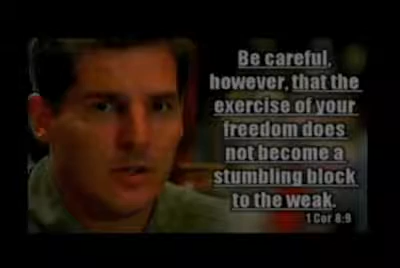 Be careful,
however, that the
exercise of your
freedom does
not become a
stumbling block
to the weak.
1 Cor 8:9